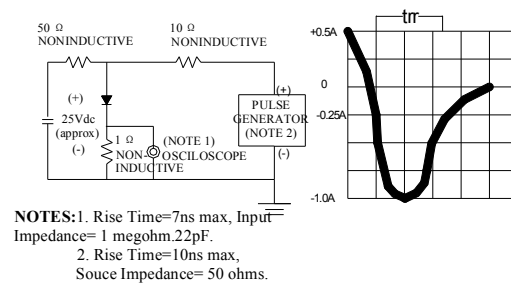 50 Ω
NONINDUCTIVE
10 Ω
NONINDUCTIVE
(+)
25Vdc
(approx)
(-)
1 Ω
NON-
INDUCTIVE
(NOTE 1)
OSCILOSCOPE
(+)
PULSE
GENERATOR
(NOTE 2)
(-)
trr
+0.5A
0
-0.25A
-1.0A
NOTES:1. Rise Time=7ns max, Input
Impedance= 1 megohm.22pF.
2. Rise Time=10ns max,
Souce Impedance= 50 ohms.